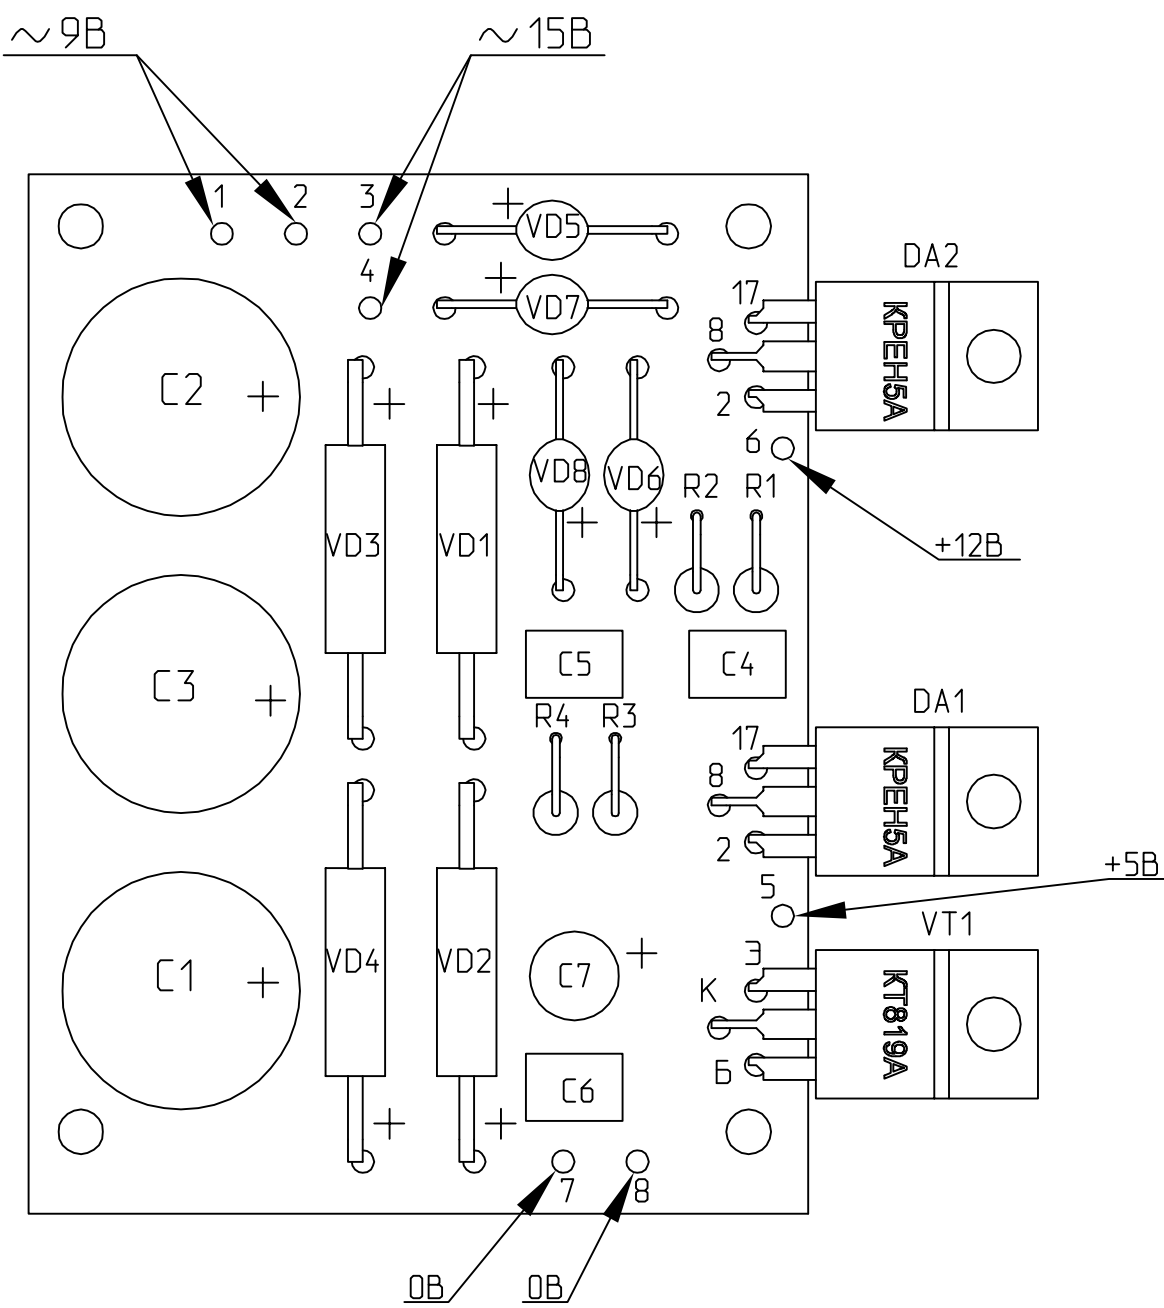 ~ 9В
~ 15В
1
2
3
+
VD5
4
+
VD7
DA2
17
8
2
КРЕН5А
C2 +
+
+
6
VD8
VD6
+
+
R2
R1
+12В
VD3
VD1
C5
C4
C3 +
R4
R3
DA1
17
8
2
КРЕН5А
+5В
5
VT1
C1 +
VD4
VD2
C7
+
Э
К
Б
КТ819А
C6
+
+
7
8
0В
0В